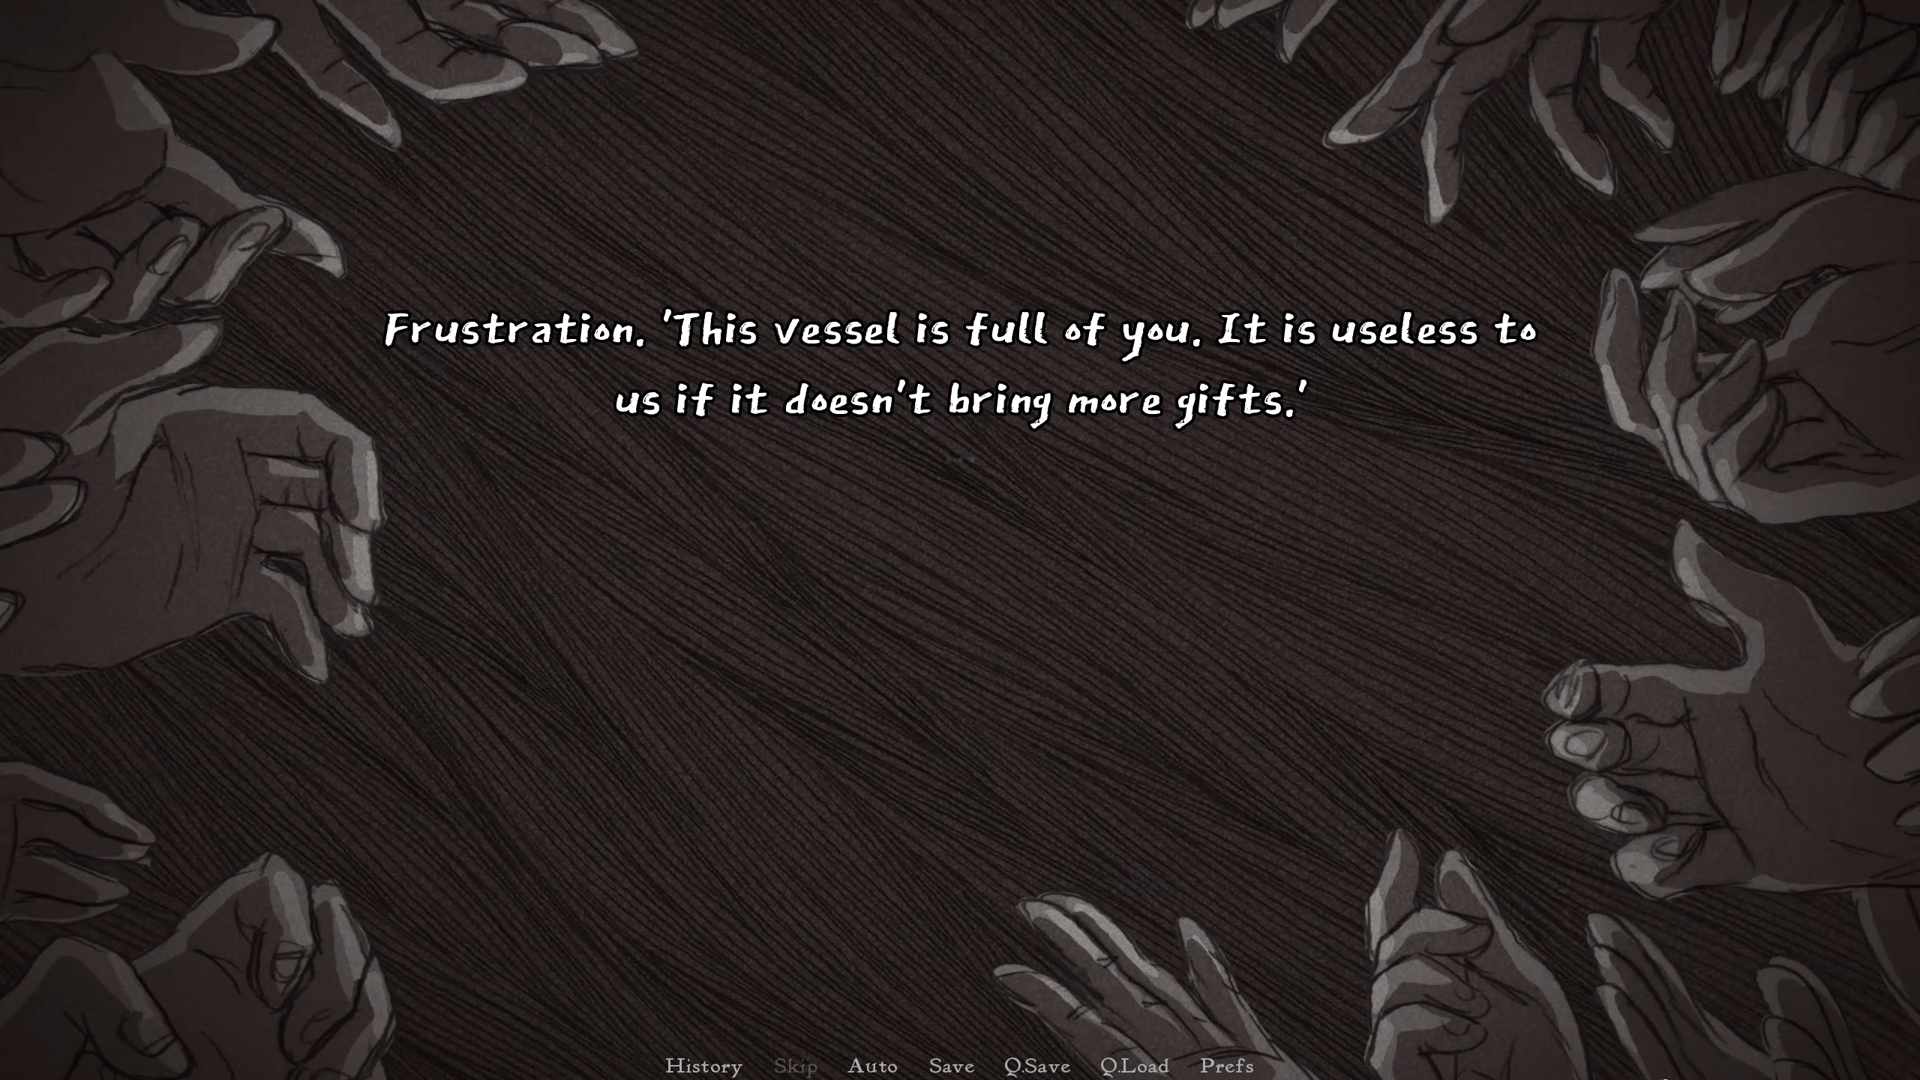 Frustration. 'This vessel is full of you. It is useless to
us if it doesn't bring more gifts.'
History Skip Auto Save Q.Save Q.Load Prefs